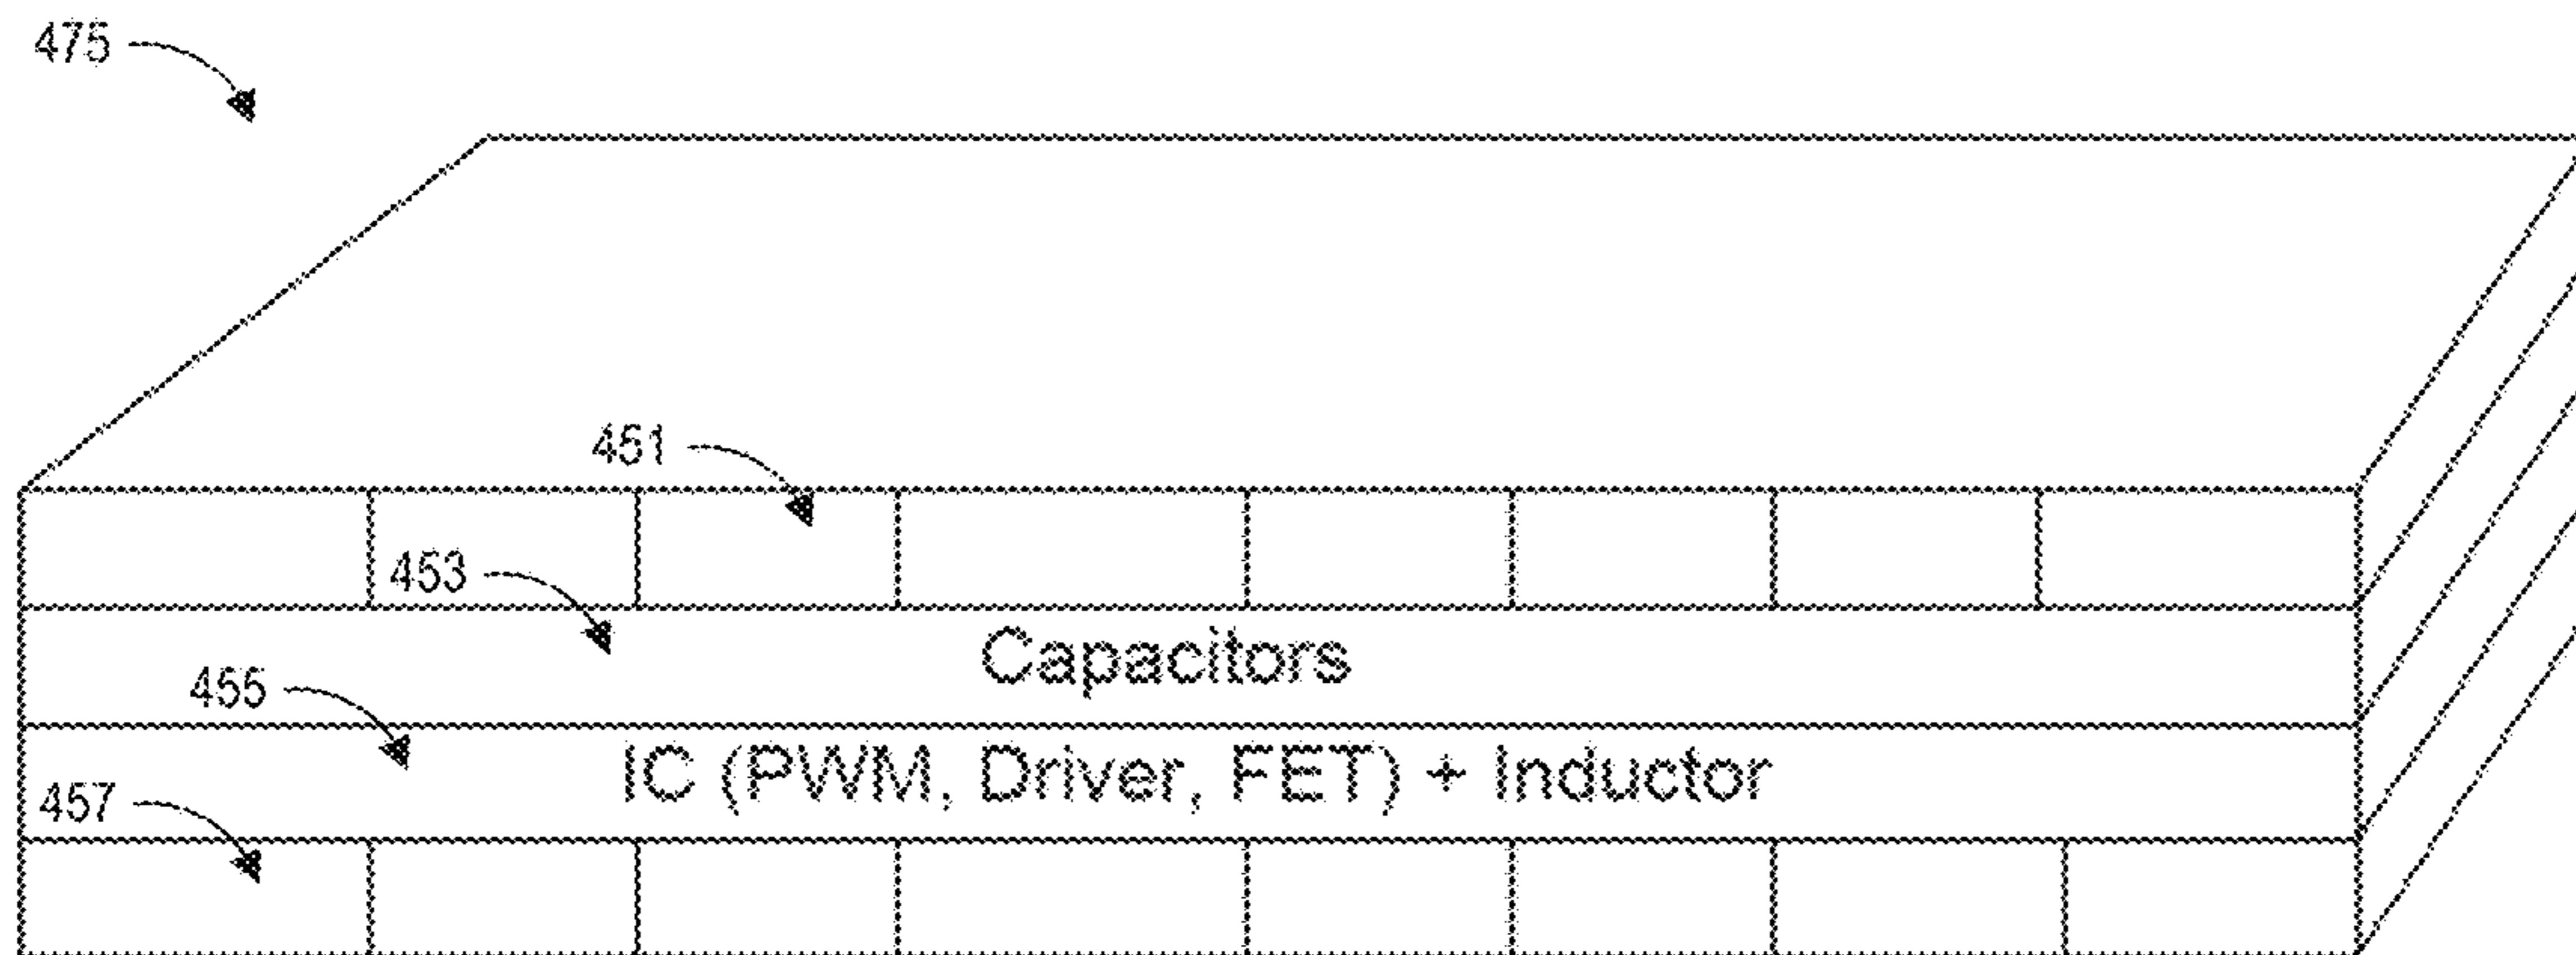 475
451
453
Capacitors
455
IC (PWM, Driver, FET) + Inductor
457